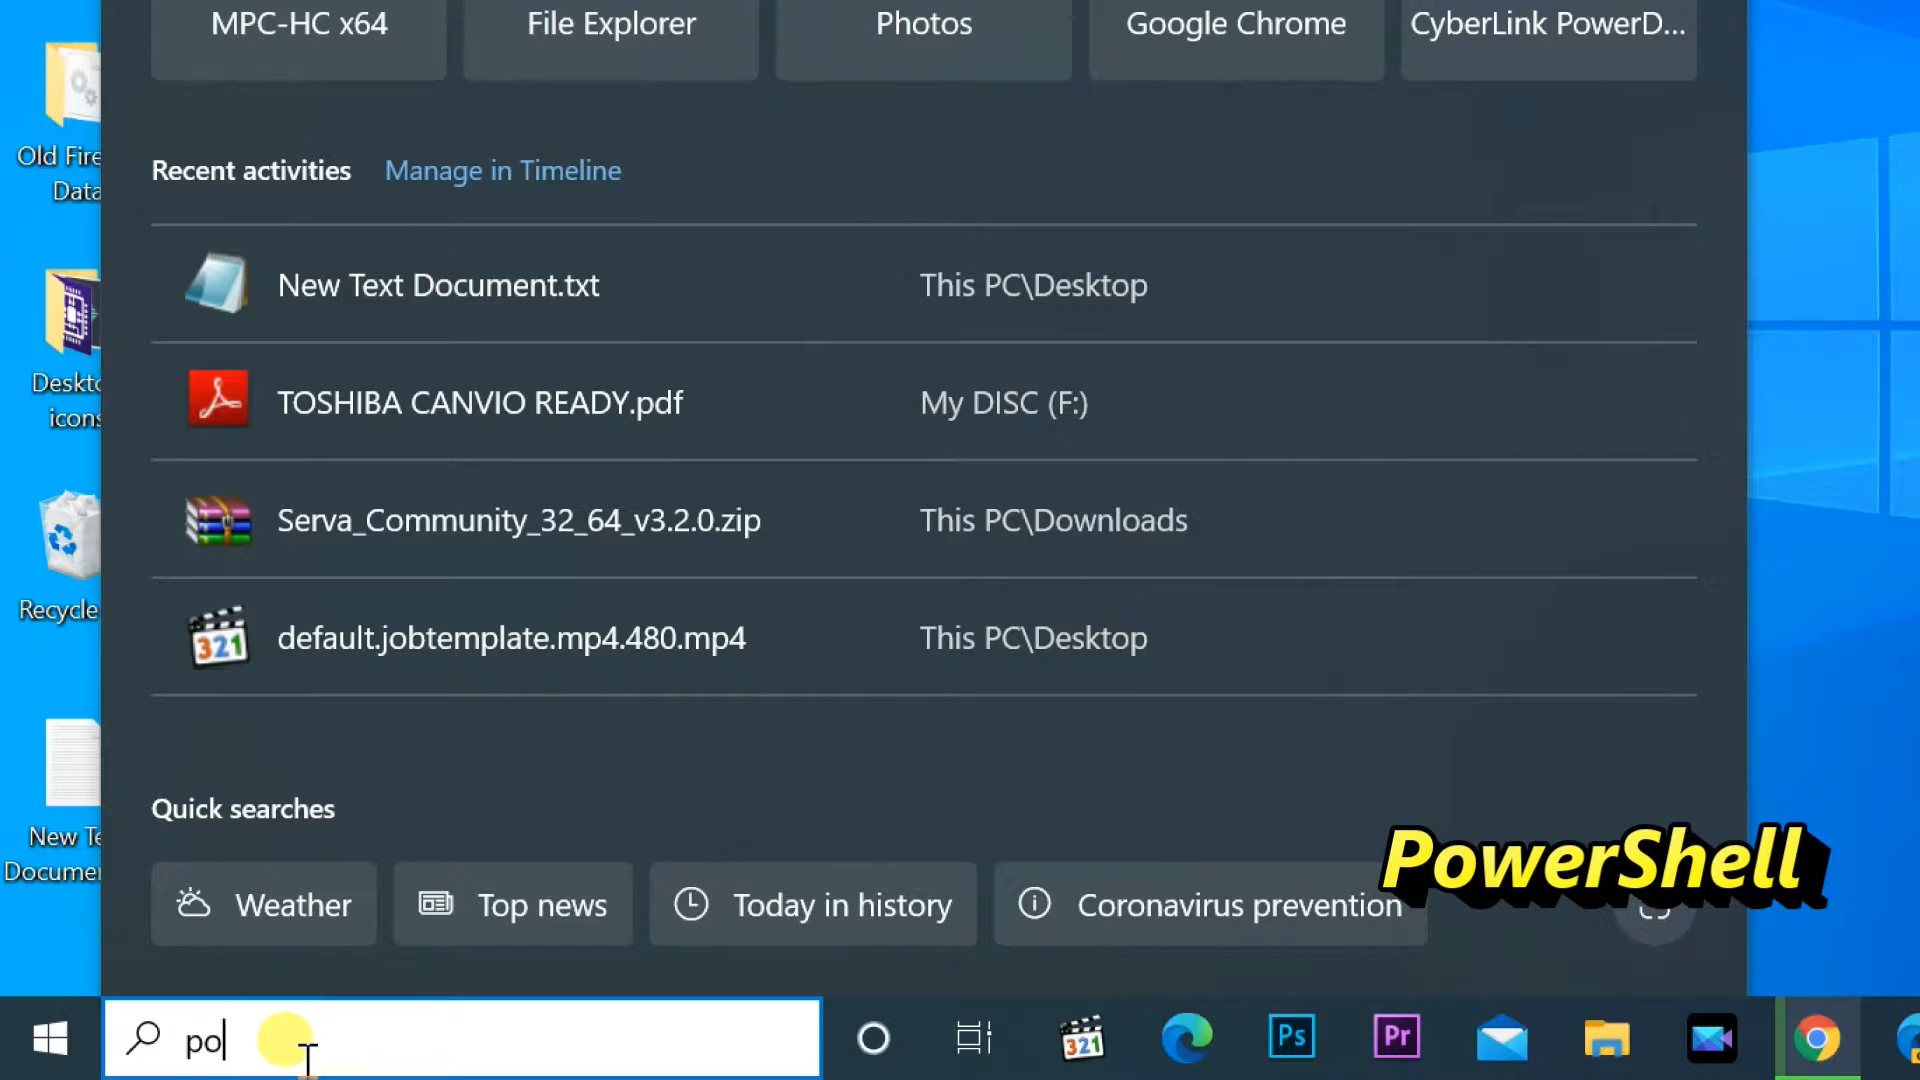 MPC-HC x64
File Explorer
Photos
Google Chrome
CyberLink PowerD...
Old Fire
Data
Recent activities
Manage in Timeline
New Text Document.txt
This PC\Desktop
Deskto
icons
TOSHIBA CANVIO READY.pdf
My DISC (F:)
Serva_Community_32_64_v3.2.0.zip
This PC\Downloads
Recycle
321
default.jobtemplate.mp4.480.mp4
This PC\Desktop
Quick searches
New Te
Documen
PowerShell
Weather
Top news
Today in history
Coronavirus prevention
po
321
Ps
Pr